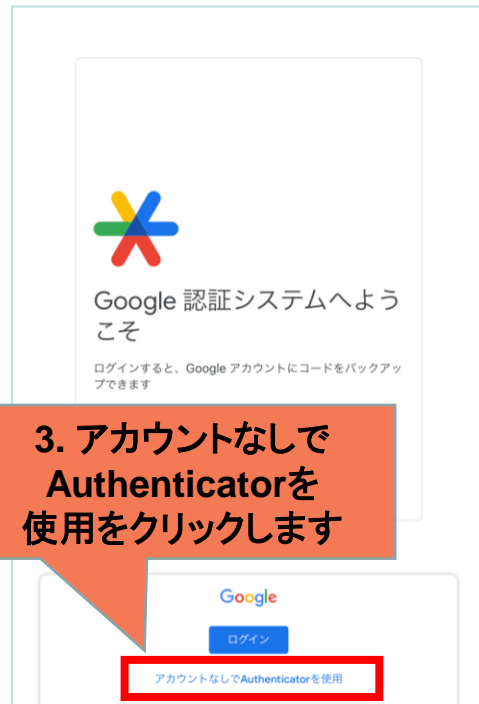 Google 認証システムへよう
こそ
ログインすると、Google アカウントにコードをバックアッ
プできます
3. アカウントなしで
Authenticatorを
使用をクリックします
Google
ログイン
アカウントなしでAuthenticatorを使用